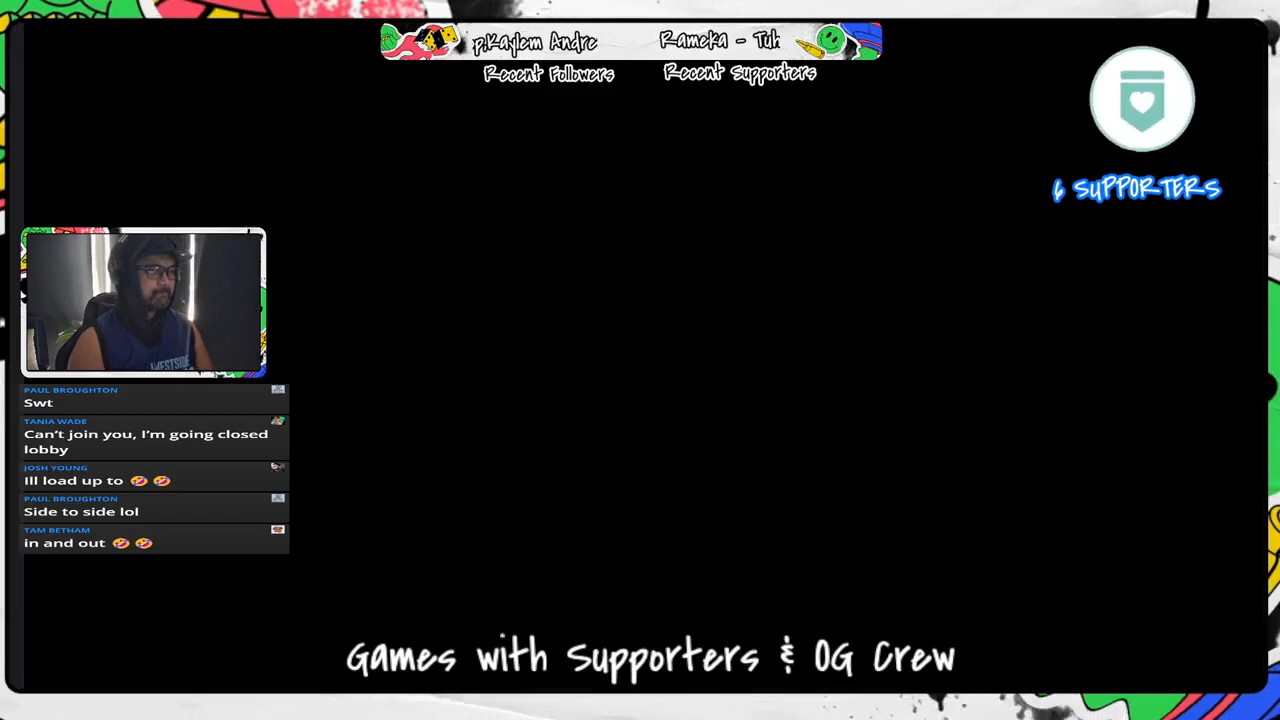 p.Kaylem Andre
Rameka - Tuh
Recent Followers
Recent Supporters
6 SUPPORTERS
WESTSIDE
PAUL BROUGHTON
Swt
TANIA WADE
Can't join you, I'm going closed
lobby
JOSH YOUNG
Ill load up to 🤣 🤣
PAUL BROUGHTON
Side to side lol
TAM BETHAM
in and out 🤣 🤣
Games with Supporters & OG Crew